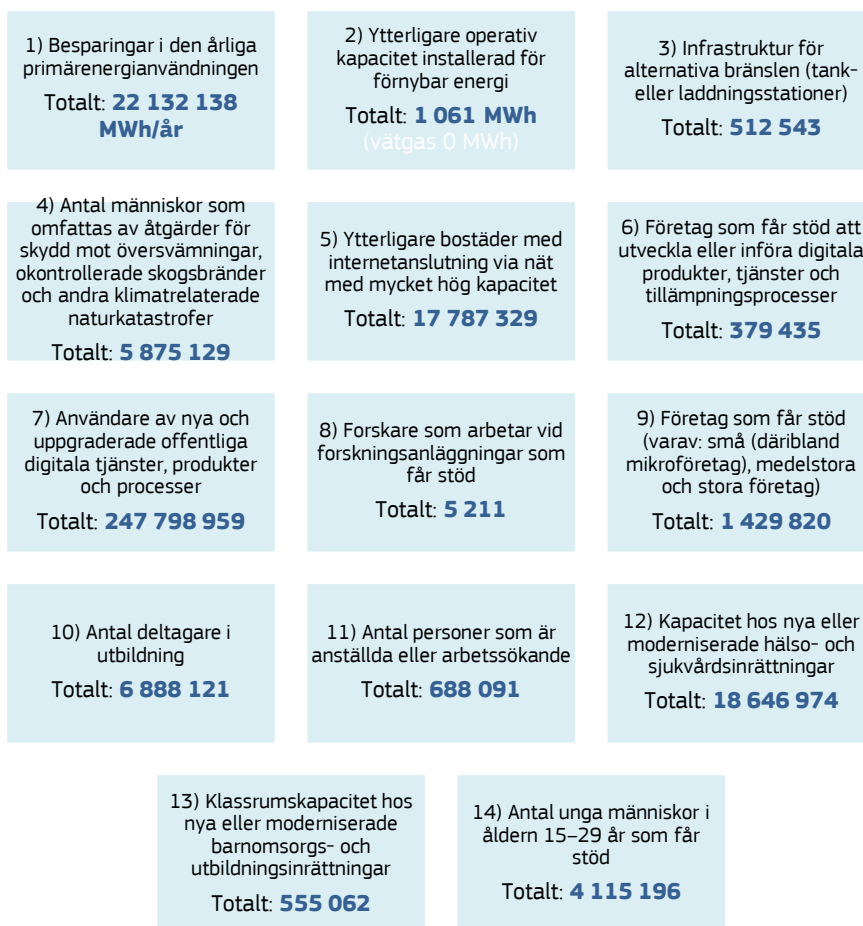 1) Besparingar i den årliga
primärenergianvändningen
Totalt: 22 132 138
MWh/år
2) Ytterligare operativ
kapacitet installerad för
förnybar energi
Totalt: 1 061 MWh
(vätgas 0 MWh)
3) Infrastruktur för
alternativa bränslen (tank-
eller laddningsstationer)
Totalt: 512 543
4) Antal människor som
omfattas av åtgärder för
skydd mot översvämningar,
okontrollerade skogsbränder
och andra klimatrelaterade
naturkatastrofer
Totalt: 5 875 129
5) Ytterligare bostäder med
internetanslutning via nät
med mycket hög kapacitet
Totalt: 17 787 329
6) Företag som får stöd att
utveckla eller införa digitala
produkter, tjänster och
tillämpningsprocesser
Totalt: 379 435
7) Användare av nya och
uppgraderade offentliga
digitala tjänster, produkter
och processer
Totalt: 247 798 959
8) Forskare som arbetar vid
forskningsanläggningar som
får stöd
Totalt: 5 211
9) Företag som får stöd
(varav: små (däribland
mikroföretag), medelstora
och stora företag)
Totalt: 1 429 820
10) Antal deltagare i
utbildning
Totalt: 6 888 121
11) Antal personer som är
anställda eller arbetssökande
Totalt: 688 091
12) Kapacitet hos nya eller
moderniserade hälso- och
sjukvårdsinrättningar
Totalt: 18 646 974
13) Klassrumskapacitet hos
nya eller moderniserade
barnomsorgs- och
utbildningsinrättningar
Totalt: 555 062
14) Antal unga människor i
åldern 15–29 år som får
stöd
Totalt: 4 115 196